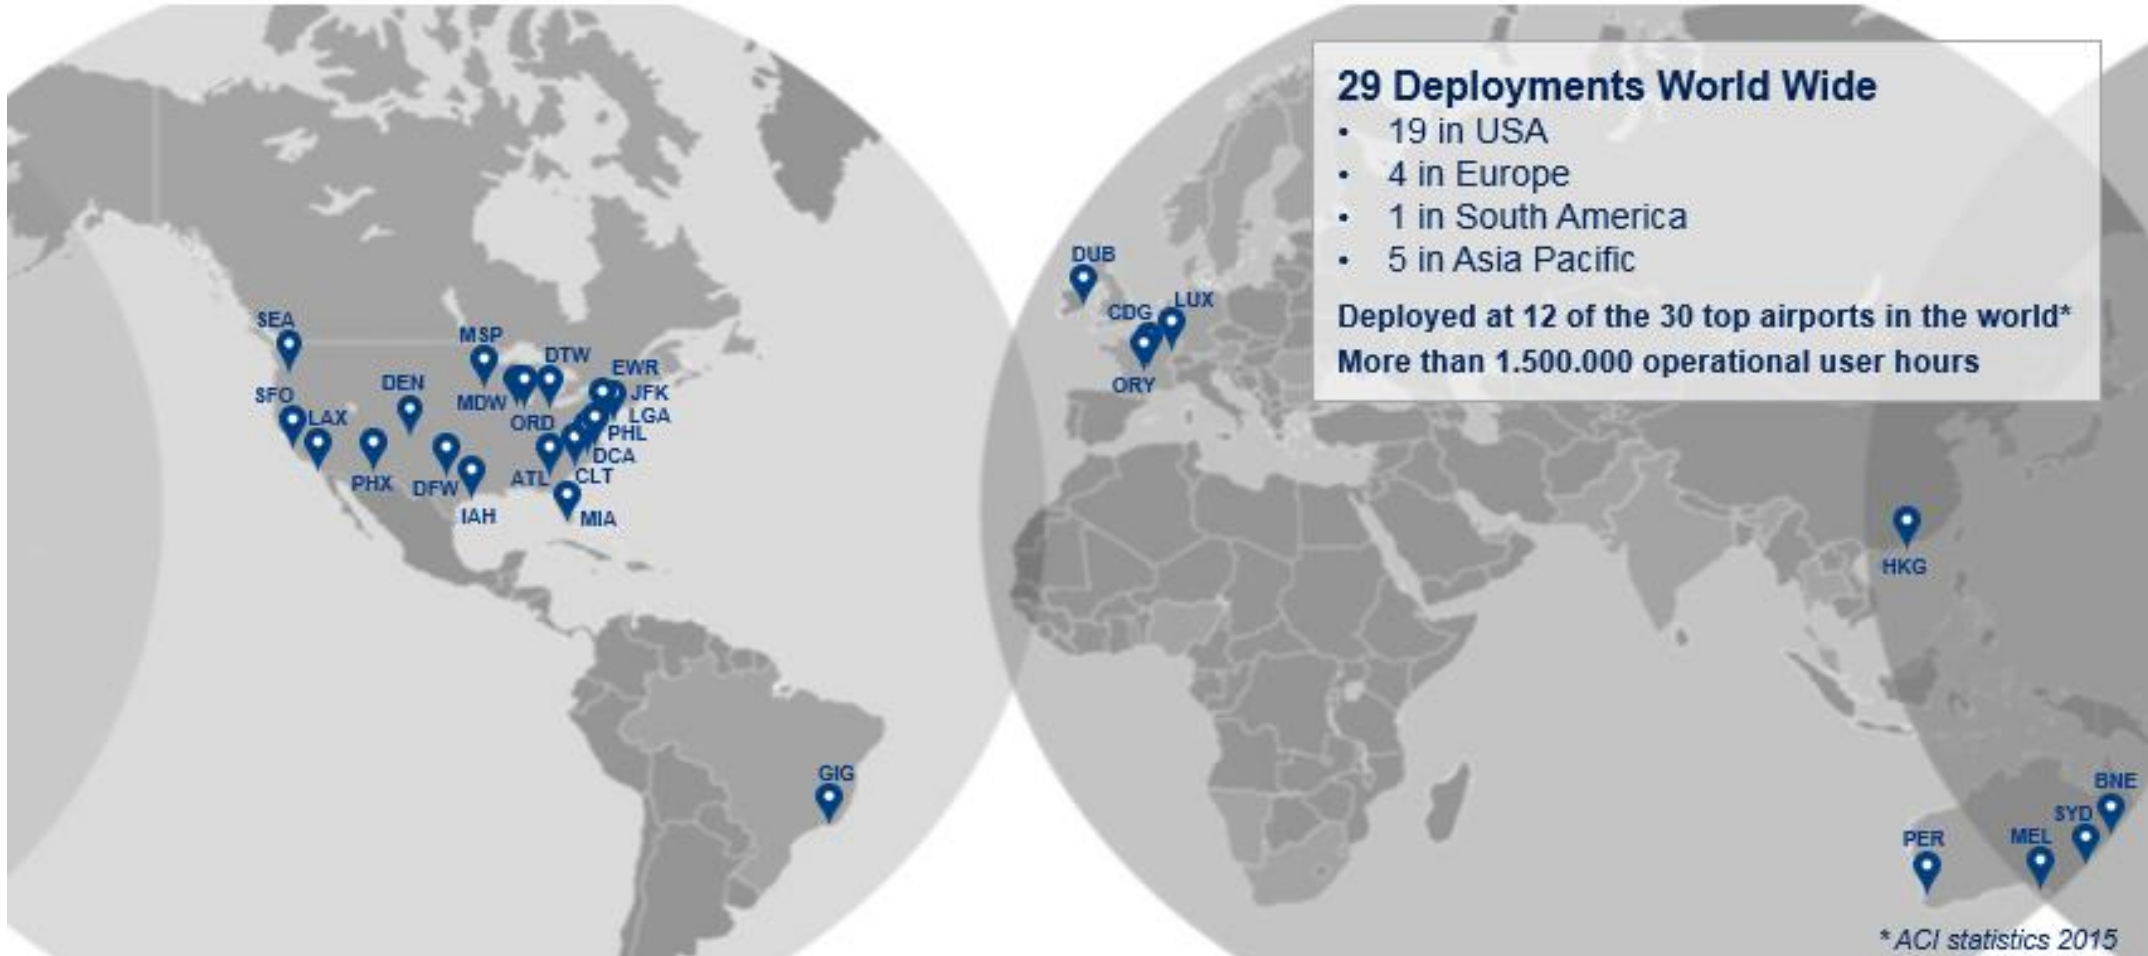 29 Deployments World Wide
• 19 in USA
• 4 in Europe
• 1 in South America
• 5 in Asia Pacific
Deployed at 12 of the 30 top airports in the world*
More than 1.500.000 operational user hours
SEA
SFO
LAX
PHX
DEN
DFW
IAH
MSP
MDW
ORD
DTW
EWR
JFK
LGA
PHL
DCA
CLT
ATL
MIA
GIG
DUB
CDG
LUX
ORY
HKG
BNE
SYD
MEL
PER
* ACI statistics 2015